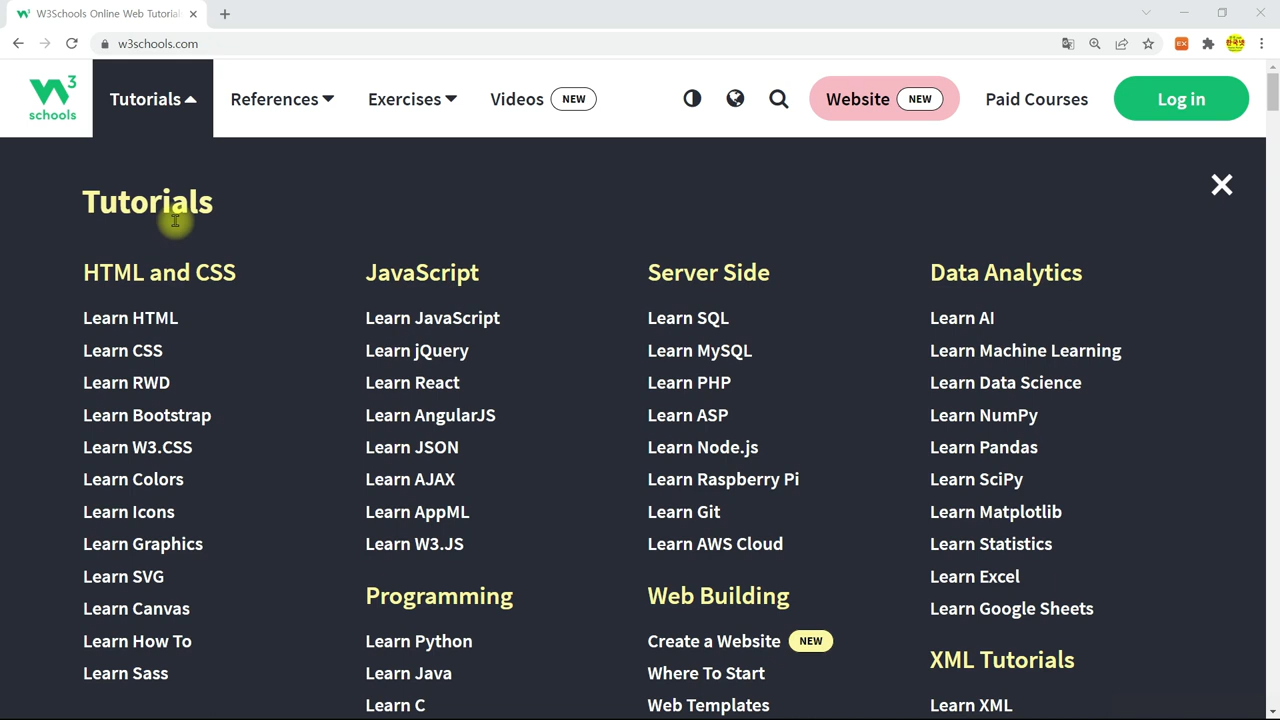 W3Schools Online Web Tutorial
w3schools.com
3
schools
Tutorials
References
Exercises
Videos NEW
Website NEW
Paid Courses
Log in
Tutorials
HTML and CSS
Learn HTML
Learn CSS
Learn RWD
Learn Bootstrap
Learn W3.CSS
Learn Colors
Learn Icons
Learn Graphics
Learn SVG
Learn Canvas
Learn How To
Learn Sass
JavaScript
Learn JavaScript
Learn jQuery
Learn React
Learn AngularJS
Learn JSON
Learn AJAX
Learn AppML
Learn W3.JS
Programming
Learn Python
Learn Java
Learn C
Server Side
Learn SQL
Learn MySQL
Learn PHP
Learn ASP
Learn Node.js
Learn Raspberry Pi
Learn Git
Learn AWS Cloud
Web Building
Create a Website NEW
Where To Start
Web Templates
Data Analytics
Learn AI
Learn Machine Learning
Learn Data Science
Learn NumPy
Learn Pandas
Learn SciPy
Learn Matplotlib
Learn Statistics
Learn Excel
Learn Google Sheets
XML Tutorials
Learn XML